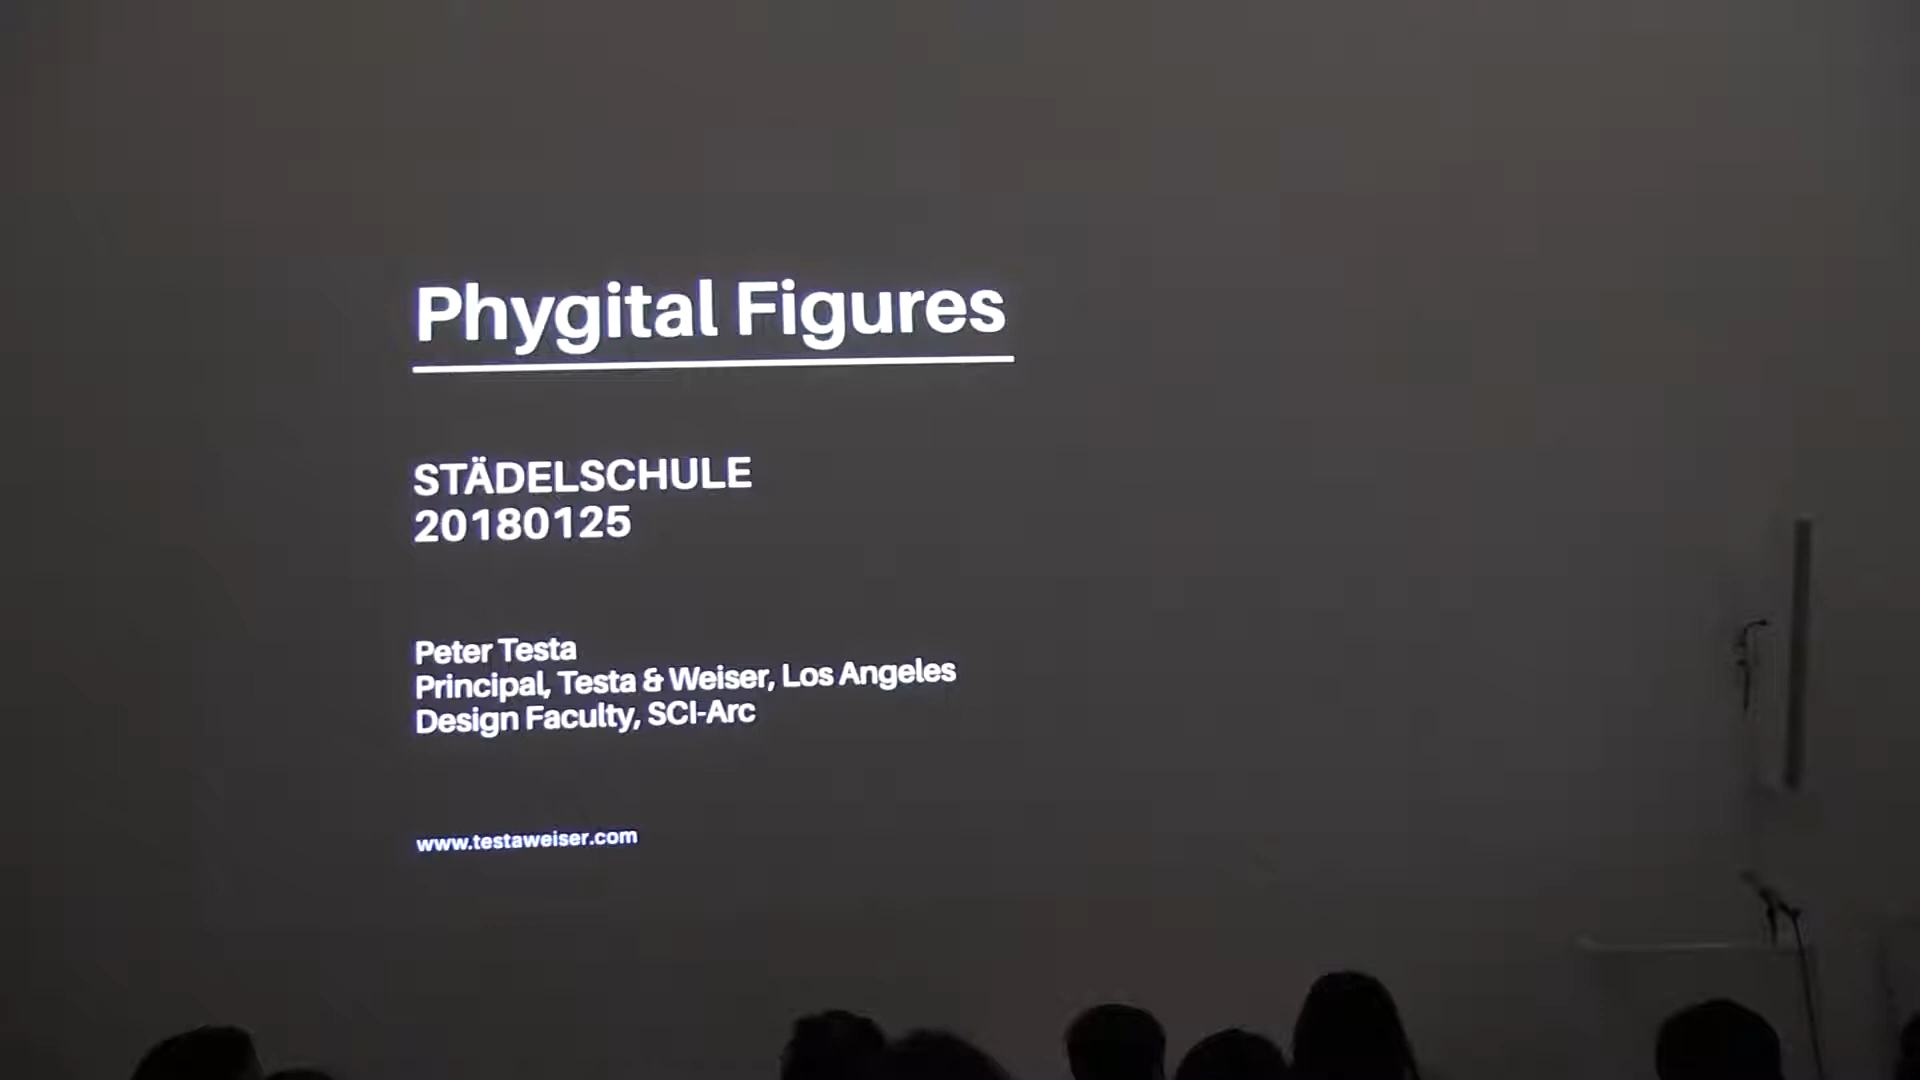 Phygital Figures
STÄDELSCHULE
20180125
Peter Testa
Principal, Testa & Weiser, Los Angeles
Design Faculty, SCI-Arc
www.testaweiser.com